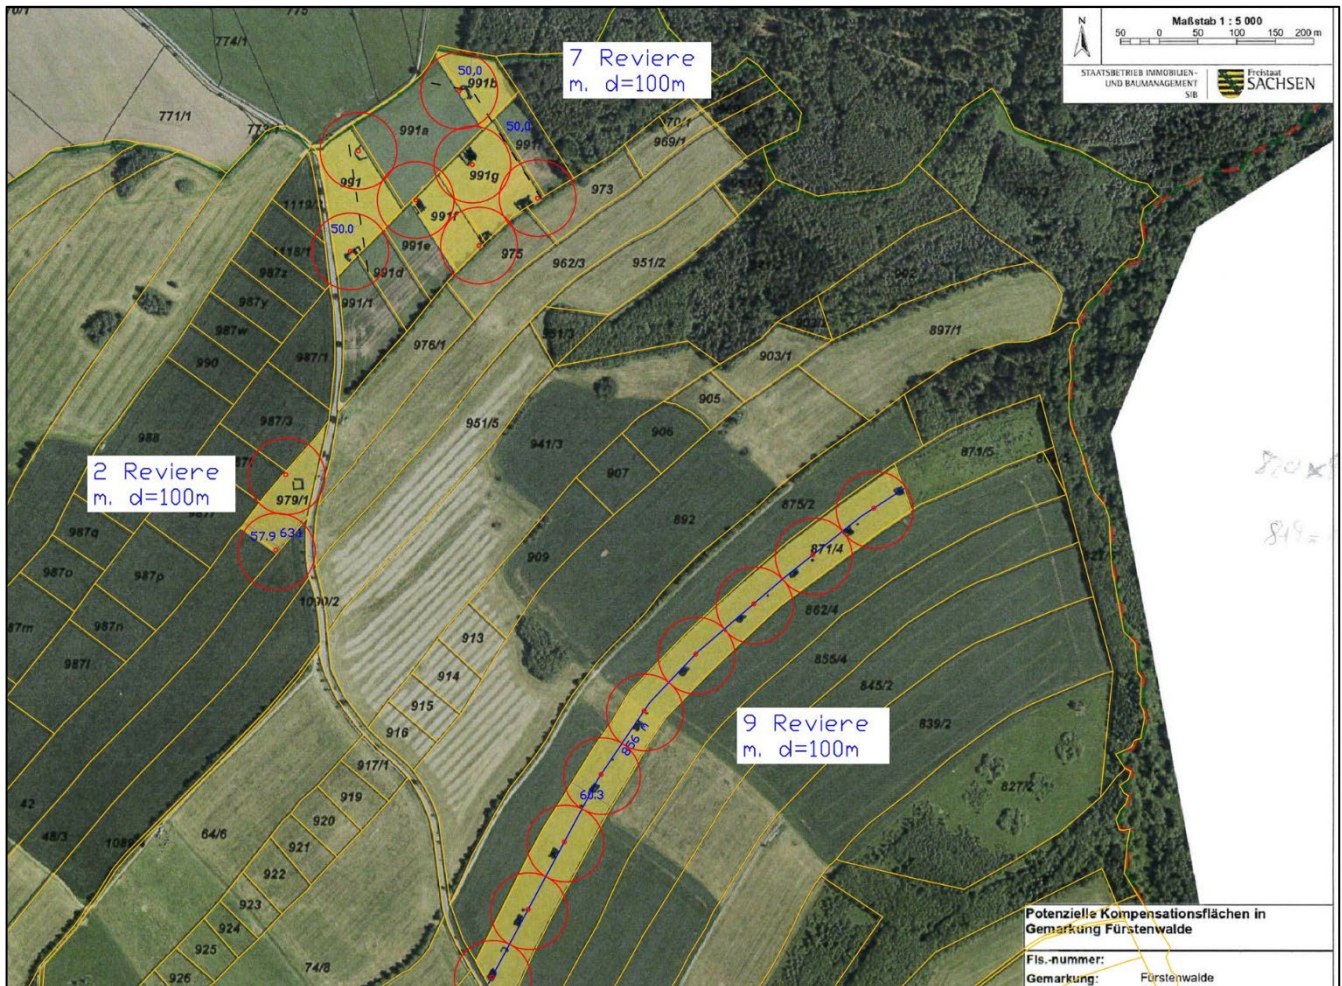 775
774/1
771/1
7 Reviere
m. d=100m
N
Maßstab 1 : 5 000
50 0 50 100 150 200 m
STAATSBETRIEB IMMOBILIEN-
UND BAUMANAGEMENT
SIB
Freistaat
SACHSEN
50,0
991b
991a
50,0
969/1
991g
991
973
991f
50.0
991e
975
962/3
951/2
991d
991/1
987z
987y
987w
990
987/1
976/1
903/1
897/1
905
987/3
951/5
941/3
906
907
988
2 Reviere
m. d=100m
979/1
57.9
892
875/2
871/5
871/4
909
862/4
987q
987o
987p
987n
987l
1090/2
913
914
915
916
855/4
845/2
839/2
9 Reviere
m. d=100m
856 m
60.3
827/2
917/1
919
920
921
922
923
924
925
926
42
48/3
64/6
74/8
Potenzielle Kompensationsflächen in
Gemarkung Fürstenwalde
Fls.-nummer:
Gemarkung: Fürstenwalde